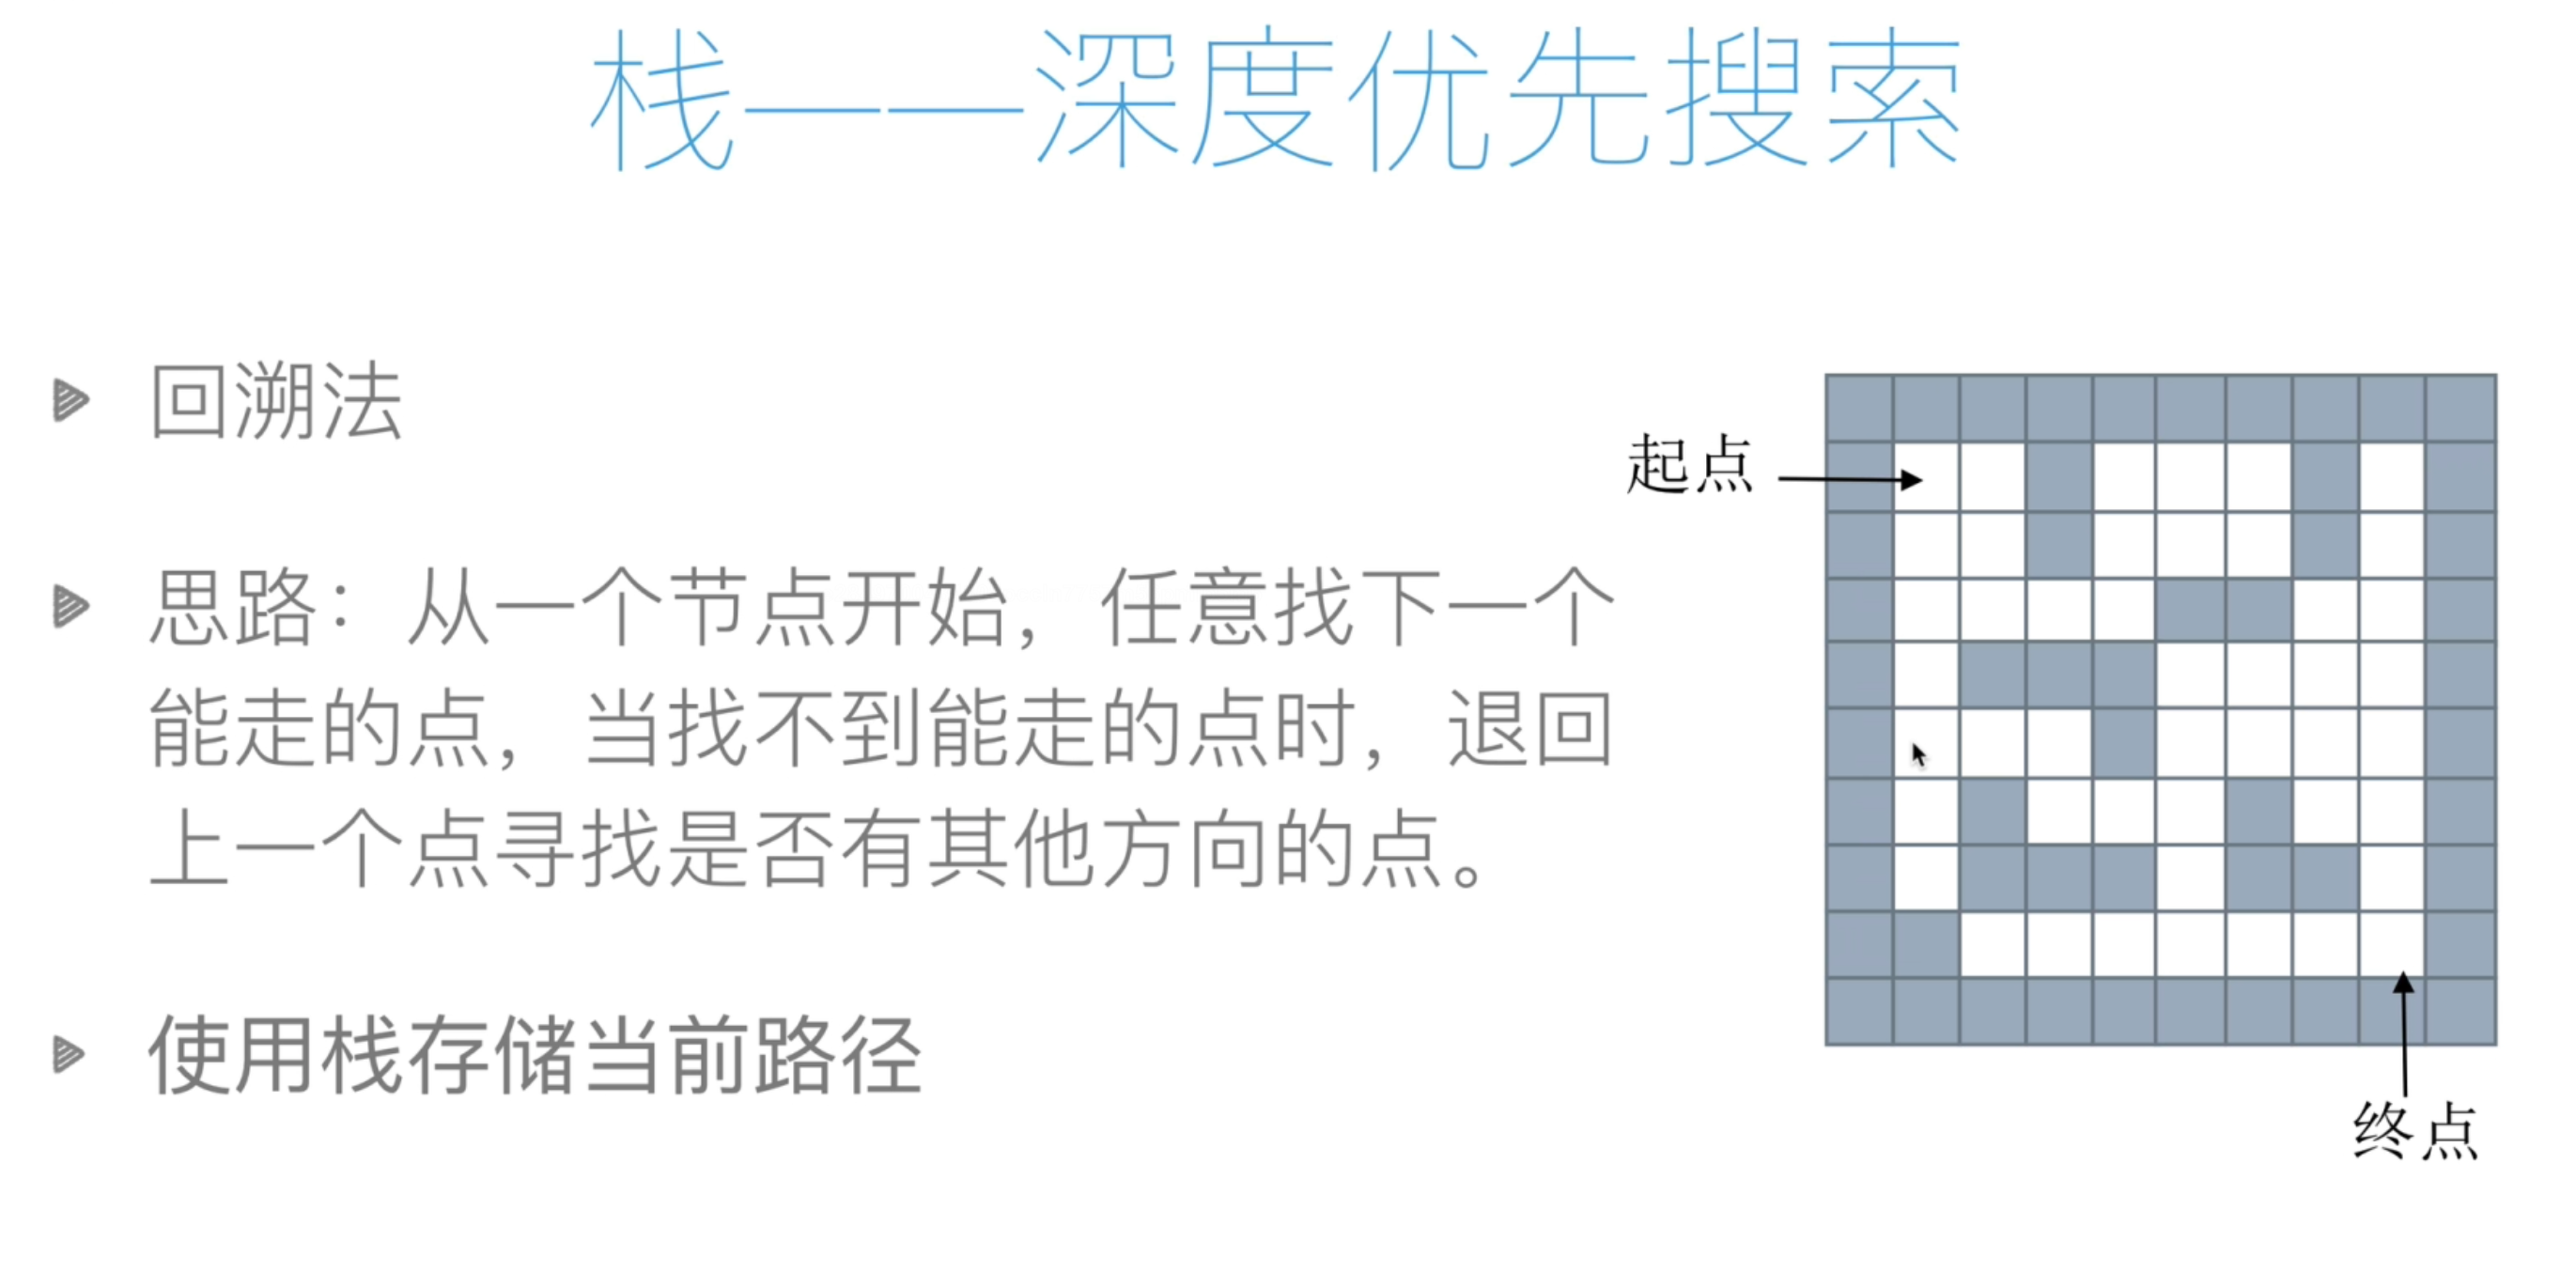 栈——深度优先搜索
回溯法
起点
思路：从一个节点开始，任意找下一个
能走的点，当找不到能走的点时，退回
上一个点寻找是否有其他方向的点。
使用栈存储当前路径
终点